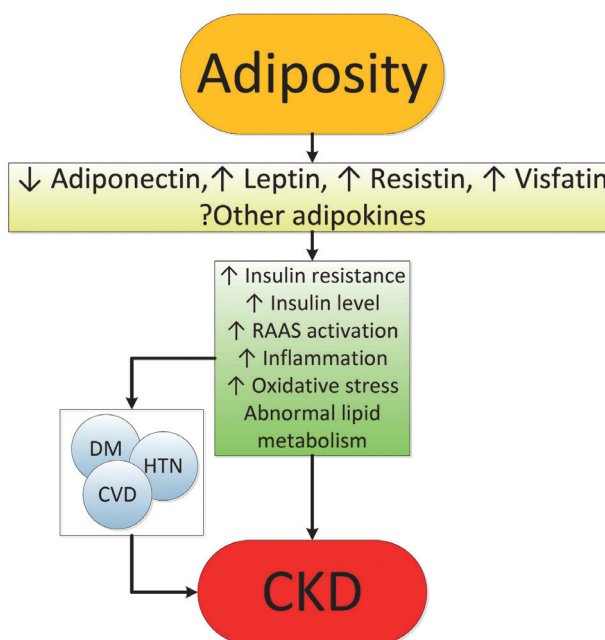 Adiposity
↓ Adiponectin,↑ Leptin, ↑ Resistin, ↑ Visfatin
?Other adipokines
↑ Insulin resistance
↑ Insulin level
↑ RAAS activation
↑ Inflammation
↑ Oxidative stress
Abnormal lipid
metabolism
DM
HTN
CVD
CKD